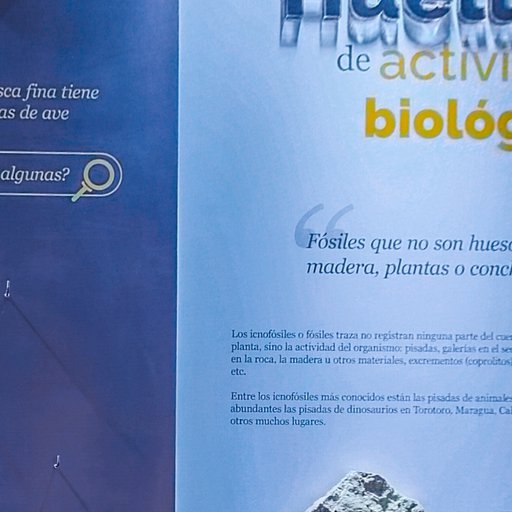 sca fina tiene
as de ave
algunas?
de activi
biológ
Fósiles que no son hueso
madera, plantas o conc
Los icnofósiles o fósiles traza no registran ninguna parte del cue
planta, sino la actividad del organismo: pisadas, galerías en el se
en la roca, la madera u otros materiales, excrementos (coprolitos)
etc.
Entre los icnofósiles más conocidos están las pisadas de animales
abundantes las pisadas de dinosaurios en Torotoro, Maragua, Cal
otros muchos lugares.